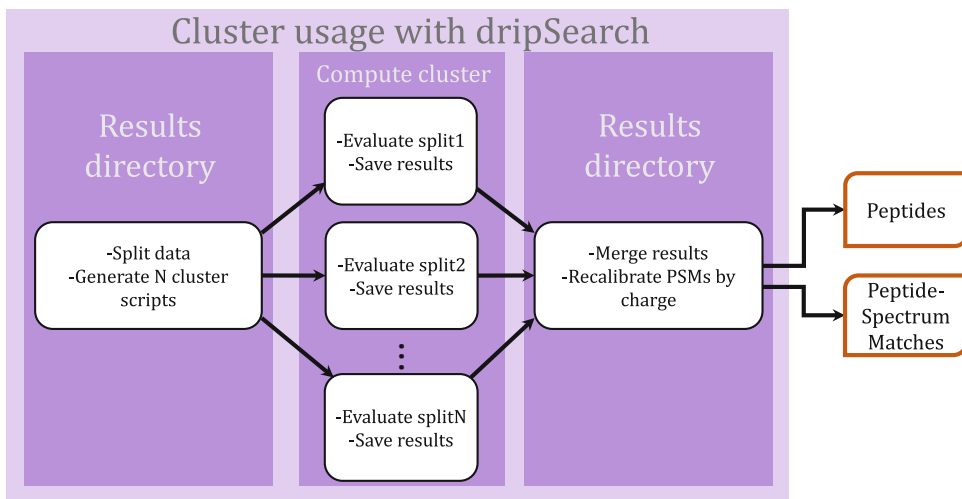 Cluster usage with dripSearch
Results
directory
-Split data
-Generate N cluster
scripts
Compute cluster
-Evaluate split1
-Save results
-Evaluate split2
-Save results
-Evaluate splitN
-Save results
Results
directory
-Merge results
-Recalibrate PSMs by
charge
Peptides
Peptide-
Spectrum
Matches